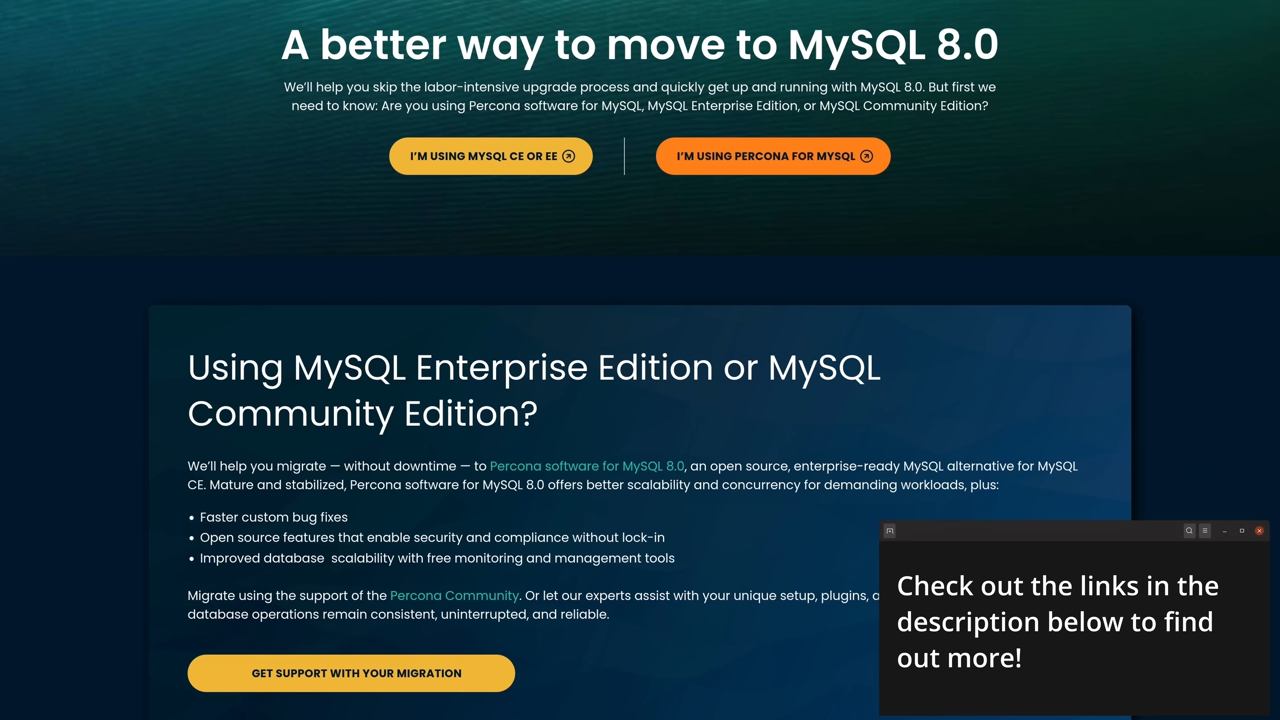 A better way to move to MySQL 8.0
We'll help you skip the labor-intensive upgrade process and quickly get up and running with MySQL 8.0. But first we
need to know: Are you using Percona software for MySQL, MySQL Enterprise Edition, or MySQL Community Edition?
I'M USING MYSQL CE OR EE
I'M USING PERCONA FOR MYSQL
Using MySQL Enterprise Edition or MySQL
Community Edition?
We'll help you migrate — without downtime — to Percona software for MySQL 8.0, an open source, enterprise-ready MySQL alternative for MySQL
CE. Mature and stabilized, Percona software for MySQL 8.0 offers better scalability and concurrency for demanding workloads, plus:
• Faster custom bug fixes
• Open source features that enable security and compliance without lock-in
• Improved database scalability with free monitoring and management tools
Migrate using the support of the Percona Community. Or let our experts assist with your unique setup, plugins, a
database operations remain consistent, uninterrupted, and reliable.
GET SUPPORT WITH YOUR MIGRATION
Check out the links in the
description below to find
out more!